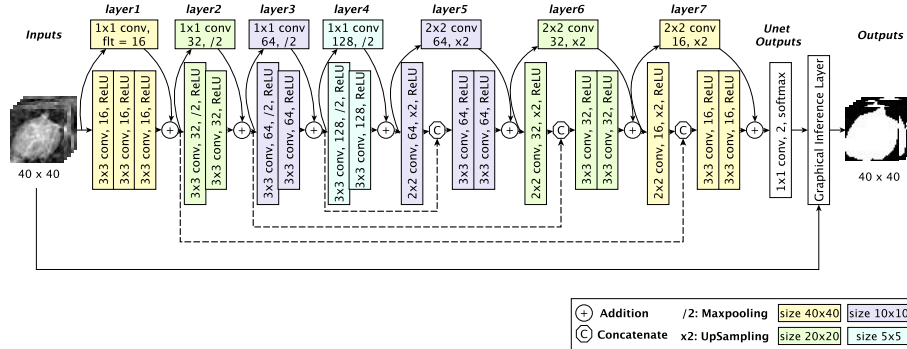 layer1
layer2
layer3
layer4
layer5
layer6
layer7
Inputs
Unet
Outputs
Outputs
1x1 conv,
flt = 16
1x1 conv
32, /2
1x1 conv
64, /2
1x1 conv
128, /2
2x2 conv
64, x2
2x2 conv
32, x2
2x2 conv
16, x2
3x3 conv, 16, ReLU
3x3 conv, 16, ReLU
3x3 conv, 16, ReLU
3x3 conv, 32, /2, ReLU
3x3 conv, 32, ReLU
3x3 conv, 64, /2, ReLU
3x3 conv, 64, ReLU
3x3 conv, 128, /2, ReLU
3x3 conv, 128, ReLU
2x2 conv, 64, x2, ReLU
C
3x3 conv, 64, ReLU
3x3 conv, 64, ReLU
2x2 conv, 32, x2, ReLU
C
3x3 conv, 32, ReLU
3x3 conv, 32, ReLU
2x2 conv, 16, x2, ReLU
C
3x3 conv, 16, ReLU
3x3 conv, 16, ReLU
1x1 conv, 2, softmax
Graphical Inference Layer
40 x 40
40 x 40
+ Addition
/2: Maxpooling
size 40x40
size 10x10
C Concatenate
x2: UpSampling
size 20x20
size 5x5